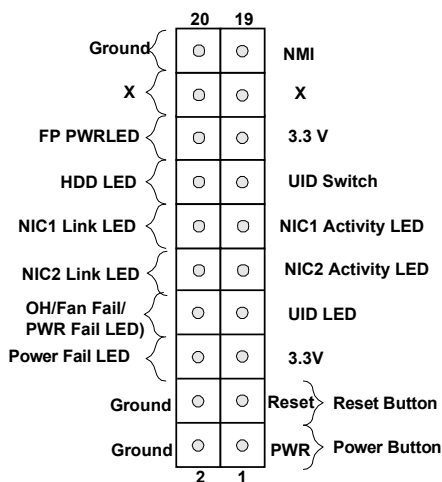 20 19
Ground NMI
X X
FP PWRLED 3.3 V
HDD LED UID Switch
NIC1 Link LED NIC1 Activity LED
NIC2 Link LED NIC2 Activity LED
OH/Fan Fail/
PWR Fail LED) UID LED
Power Fail LED 3.3V
Ground Reset Reset Button
Ground PWR Power Button
2 1